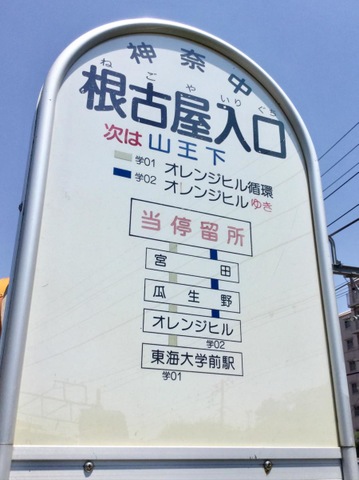 神奈中
ねごやいりぐち
根古屋入口
次は山王下
学01 オレンジヒル循環
学02 オレンジヒルゆき
当停留所
宮田
瓜生野
オレンジヒル
学02
東海大学前駅
学01